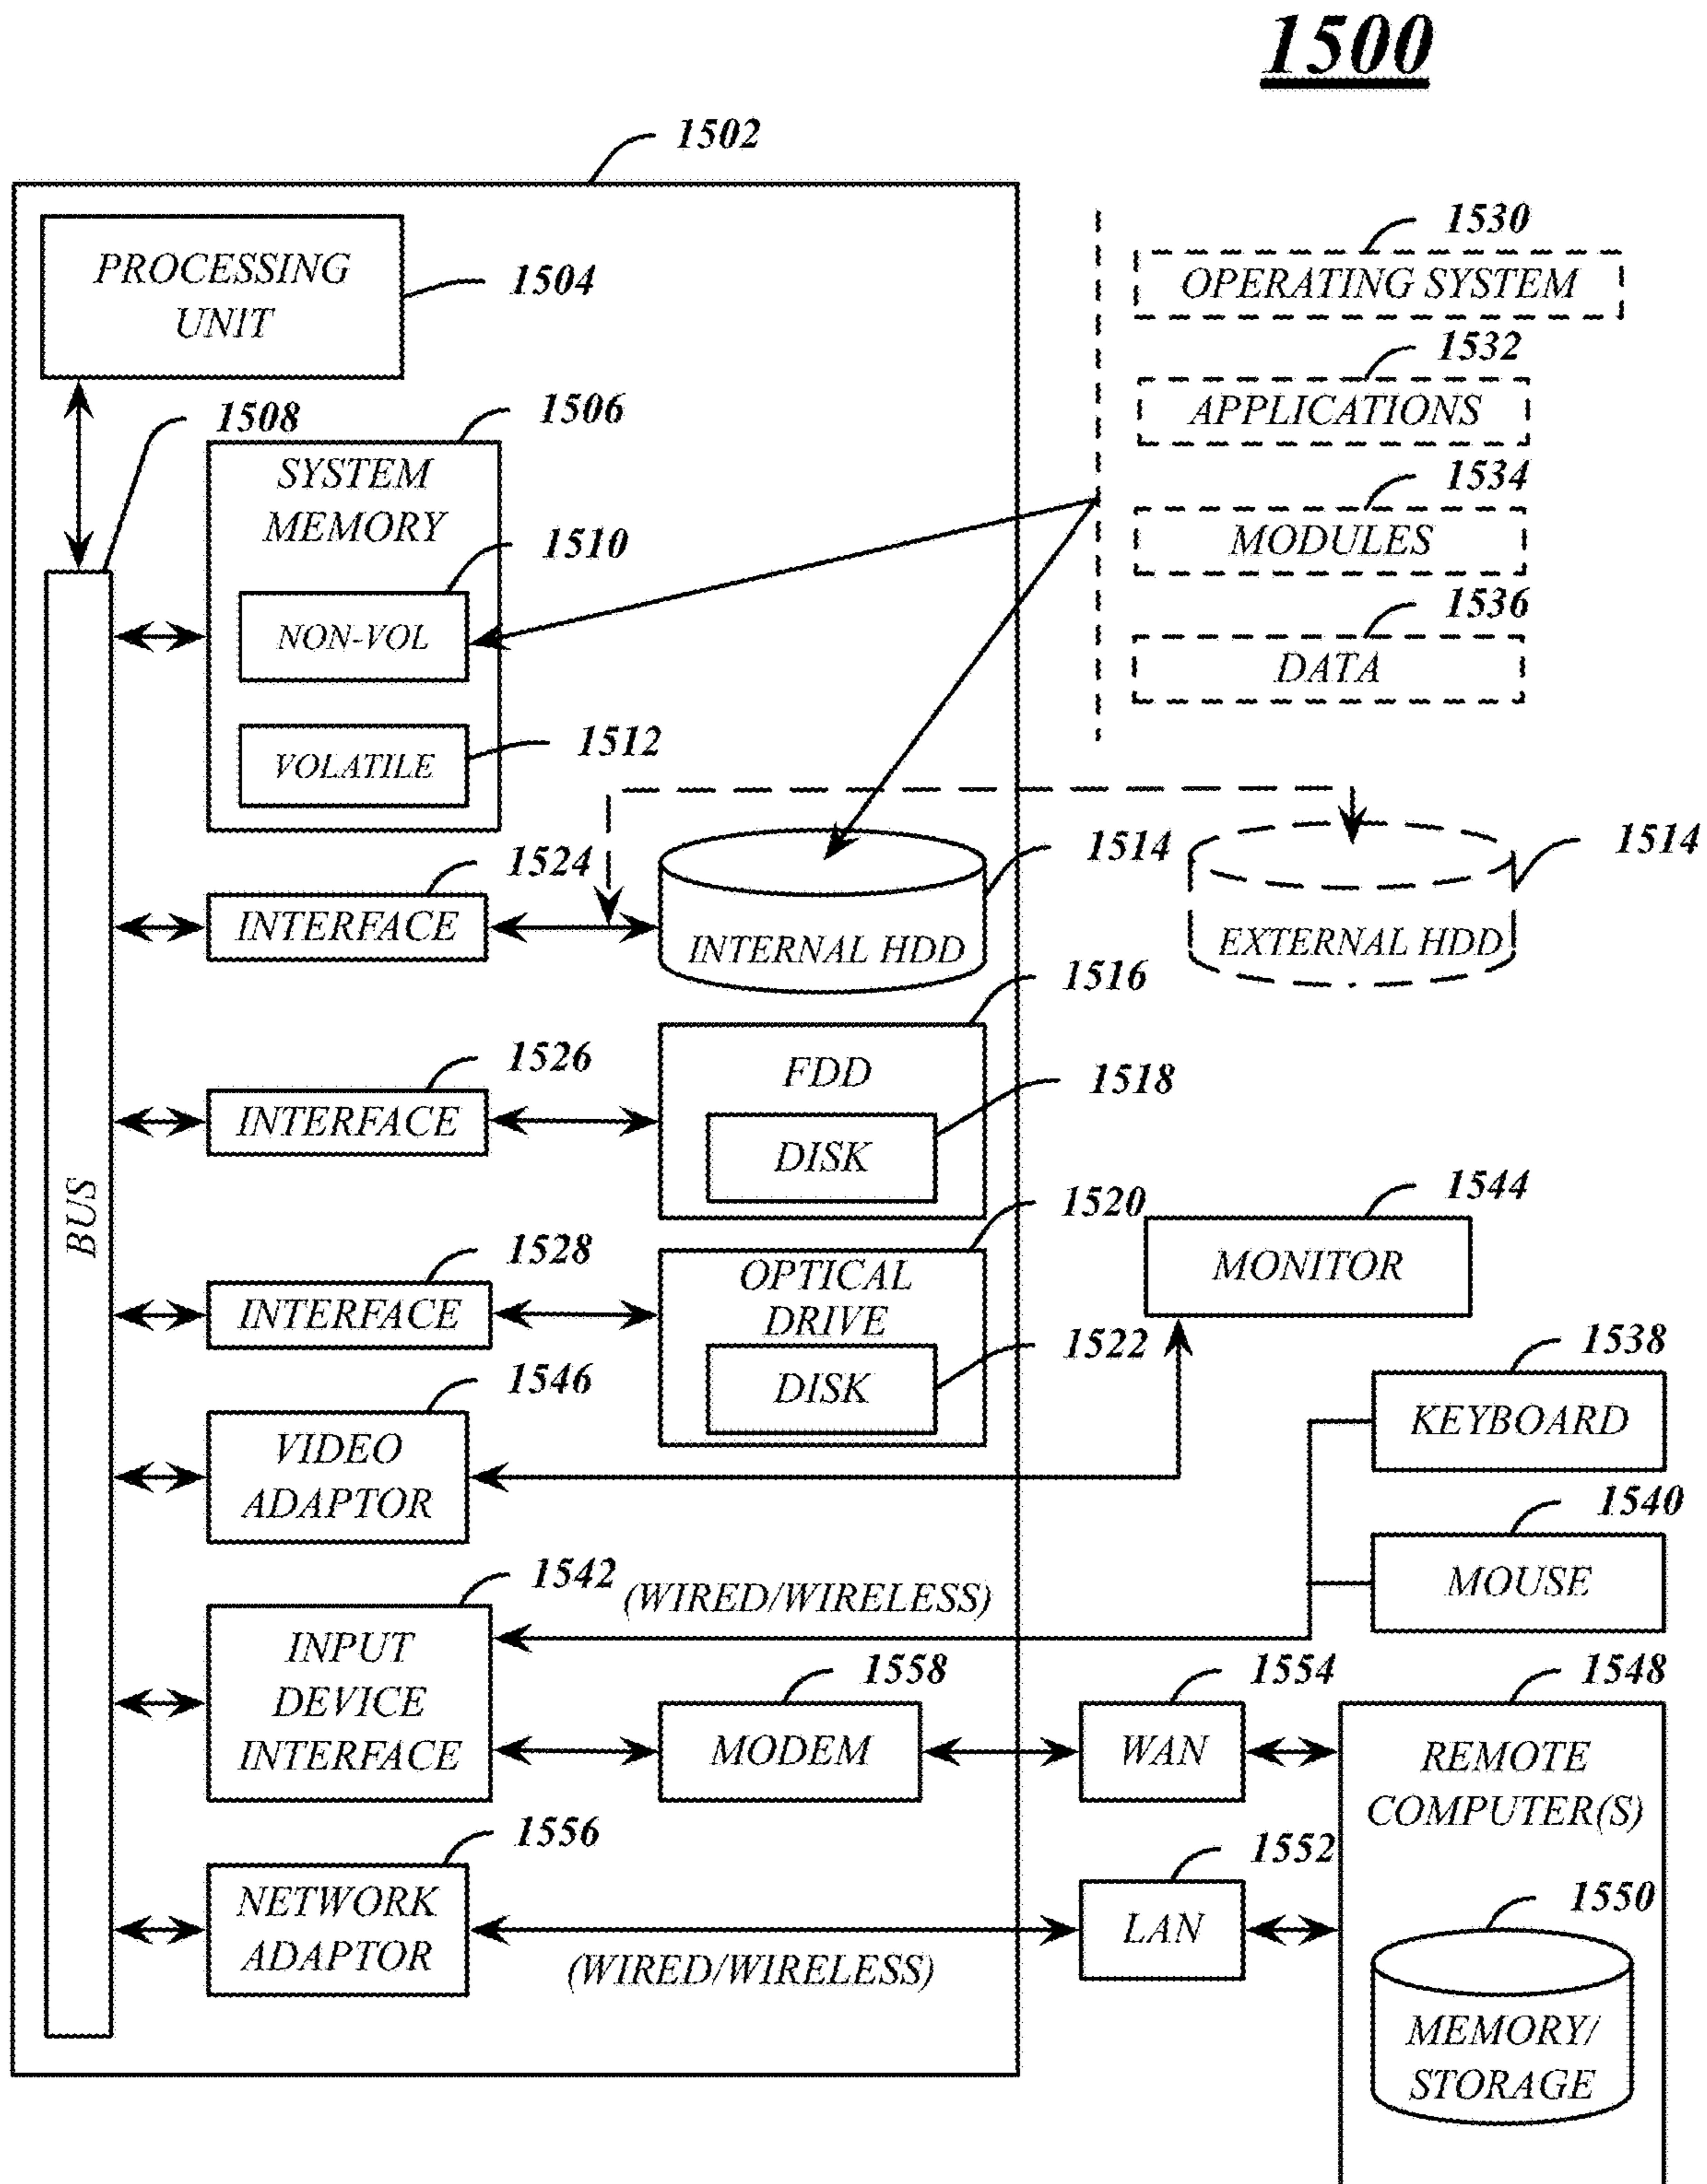 1500
1502
PROCESSING
UNIT
1504
1530
OPERATING SYSTEM
1532
APPLICATIONS
1534
MODULES
1536
DATA
1508
1506
SYSTEM
MEMORY
1510
NON-VOL
1512
VOLATILE
1524
INTERFACE
1514
INTERNAL HDD
1514
EXTERNAL HDD
1516
FDD
1526
INTERFACE
1518
DISK
BUS
1520
OPTICAL
DRIVE
1528
INTERFACE
1522
DISK
1544
MONITOR
1546
VIDEO
ADAPTOR
1538
KEYBOARD
1540
MOUSE
1542
(WIRED/WIRELESS)
INPUT
DEVICE
INTERFACE
1558
MODEM
1554
WAN
1548
REMOTE
COMPUTER(S)
1556
NETWORK
ADAPTOR
(WIRED/WIRELESS)
1552
LAN
1550
MEMORY/
STORAGE